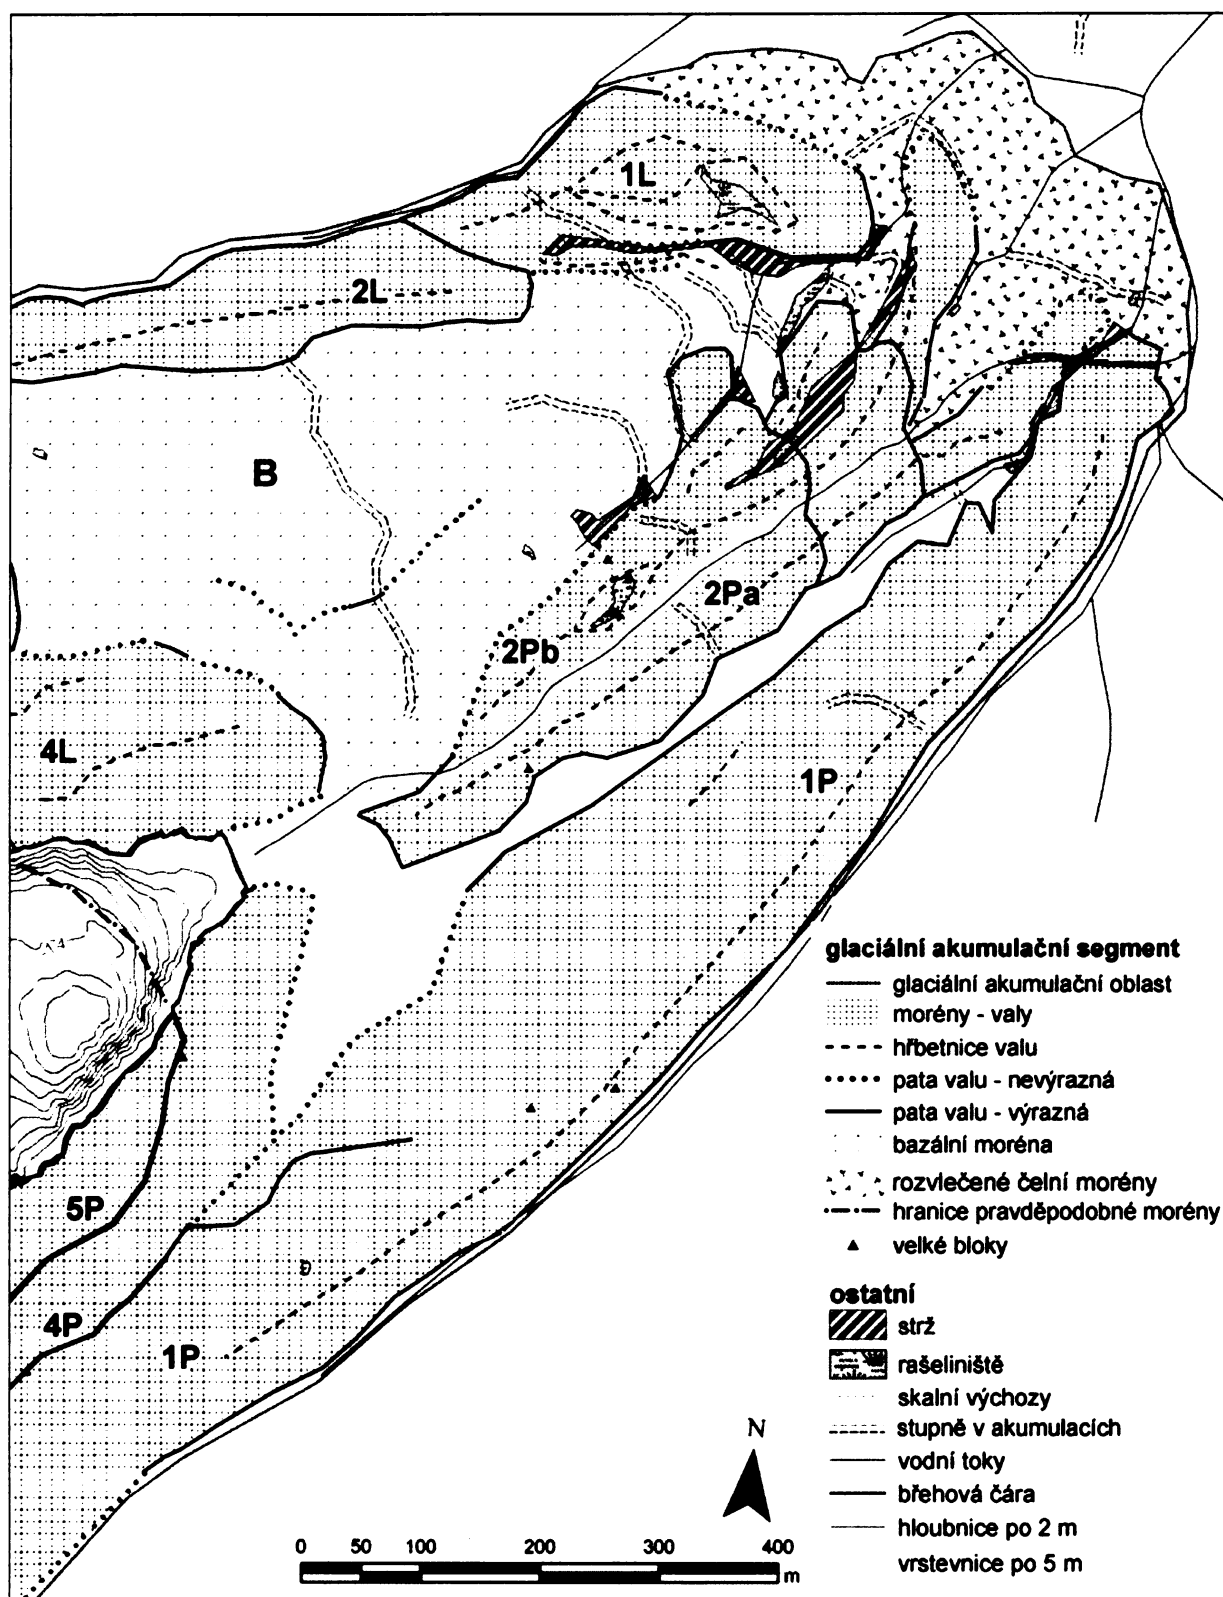 1L
2L
B
2Pa
2Pb
4L
1P
5P
4P
1P
glaciální akumulační segment
glaciální akumulační oblast
morény - valy
hřbetnice valu
pata valu - nevýrazná
pata valu - výrazná
bazální moréna
rozvlečené čelní morény
hranice pravděpodobné morény
velké bloky
ostatní
strž
rašeliniště
skalní výchozy
stupně v akumulacích
vodní toky
břehová čára
hloubnice po 2 m
vrstevnice po 5 m
N
0 50 100 200 300 400
m